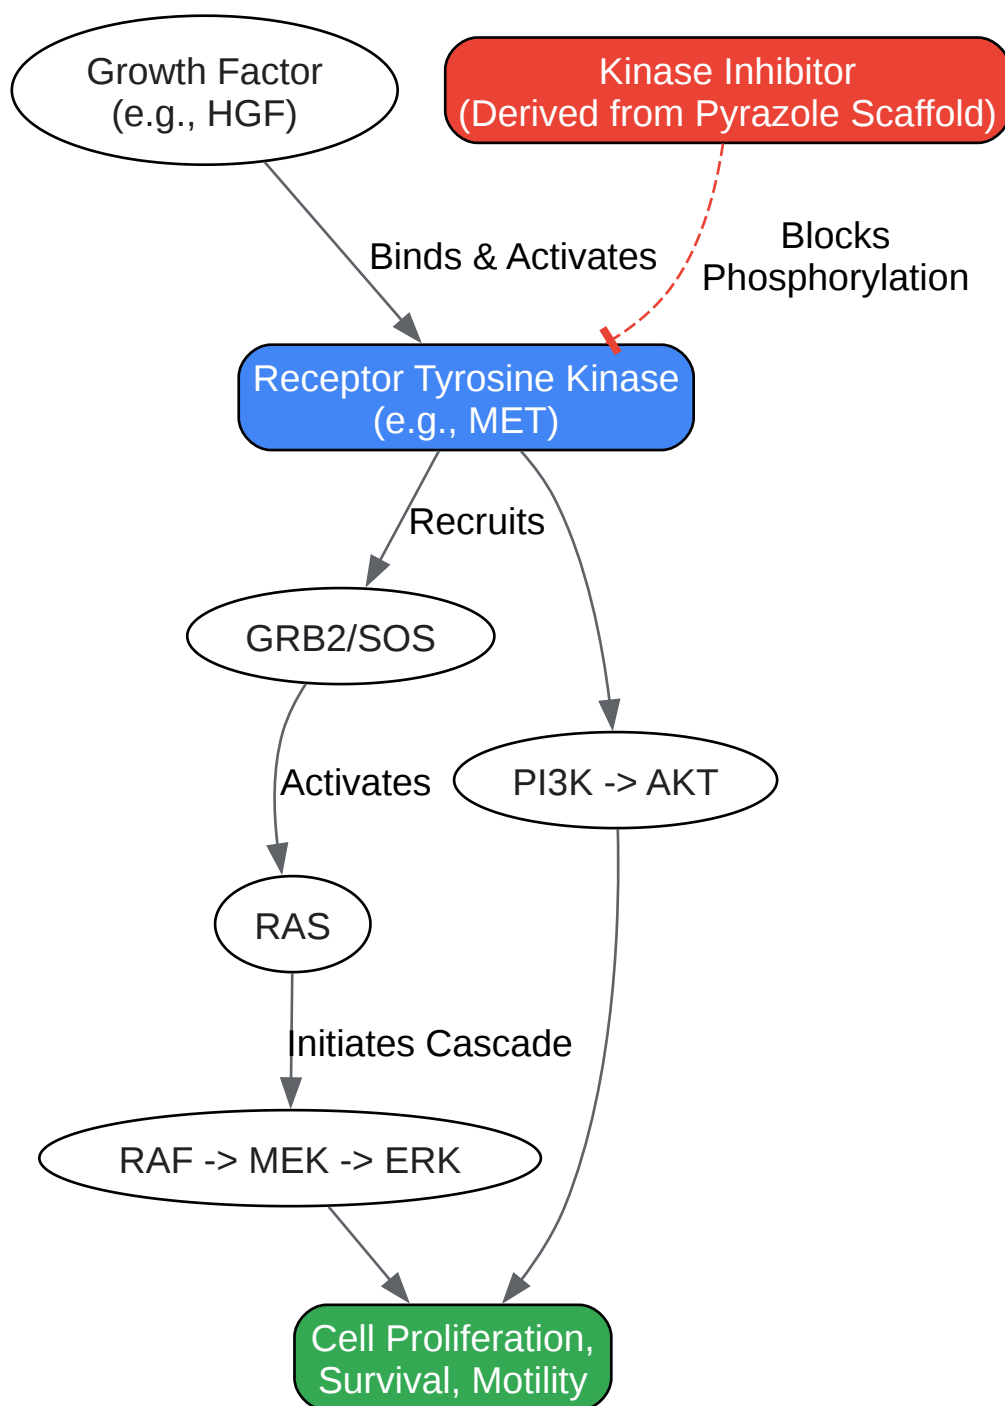 Growth Factor
(e.g., HGF)
Kinase Inhibitor
(Derived from Pyrazole Scaffold)
Binds & Activates
Blocks
Phosphorylation
Receptor Tyrosine Kinase
(e.g., MET)
Recruits
GRB2/SOS
Activates
PI3K -> AKT
RAS
Initiates Cascade
RAF -> MEK -> ERK
Cell Proliferation,
Survival, Motility